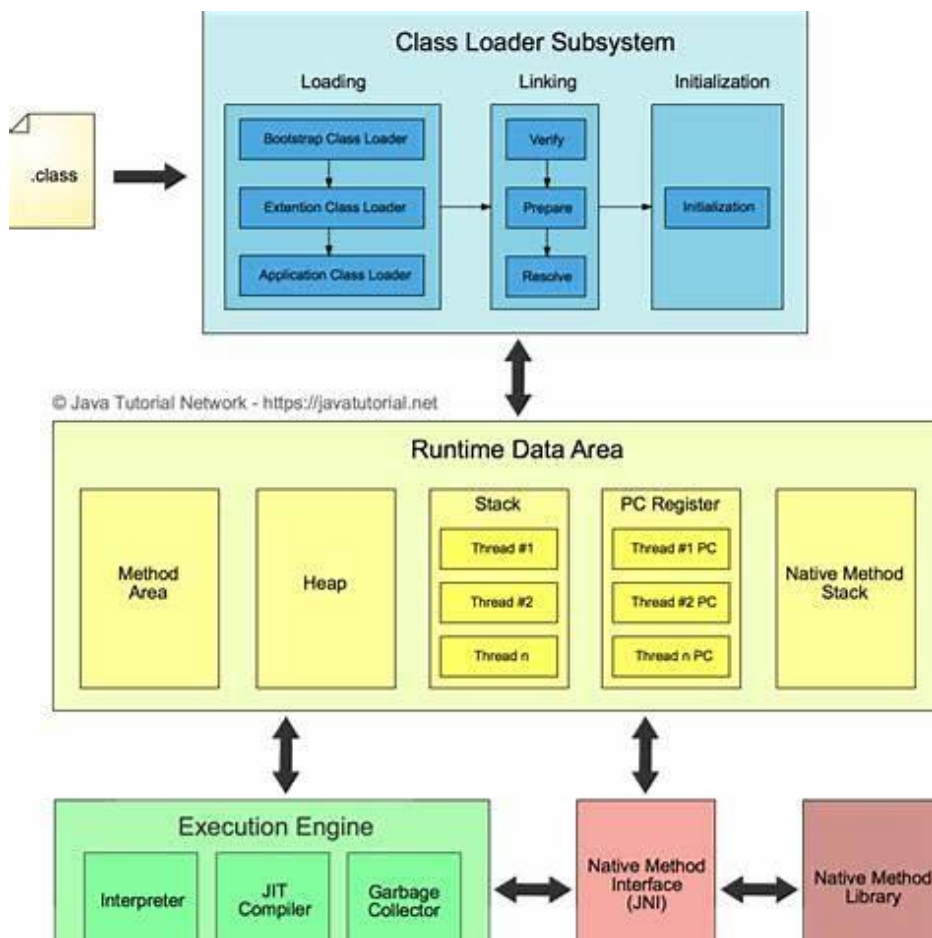 Class Loader Subsystem
Loading
Linking
Initialization
.class
Bootstrap Class Loader
Extention Class Loader
Application Class Loader
Verify
Prepare
Resolve
Initialization
© Java Tutorial Network - https://javatutorial.net
Runtime Data Area
Method
Area
Heap
Stack
Thread #1
Thread #2
Thread n
PC Register
Thread #1 PC
Thread #2 PC
Thread n PC
Native Method
Stack
Execution Engine
Interpreter
JIT
Compiler
Garbage
Collector
Native Method
Interface
(JNI)
Native Method
Library